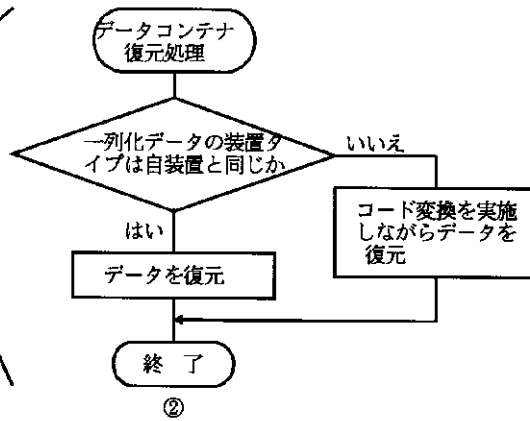 データコンテナ
復元処理
一列化データの装置タ
イプは自装置と同じか
いいえ
はい
コード変換を実施
しながらデータを
復元
データを復元
終 了
②